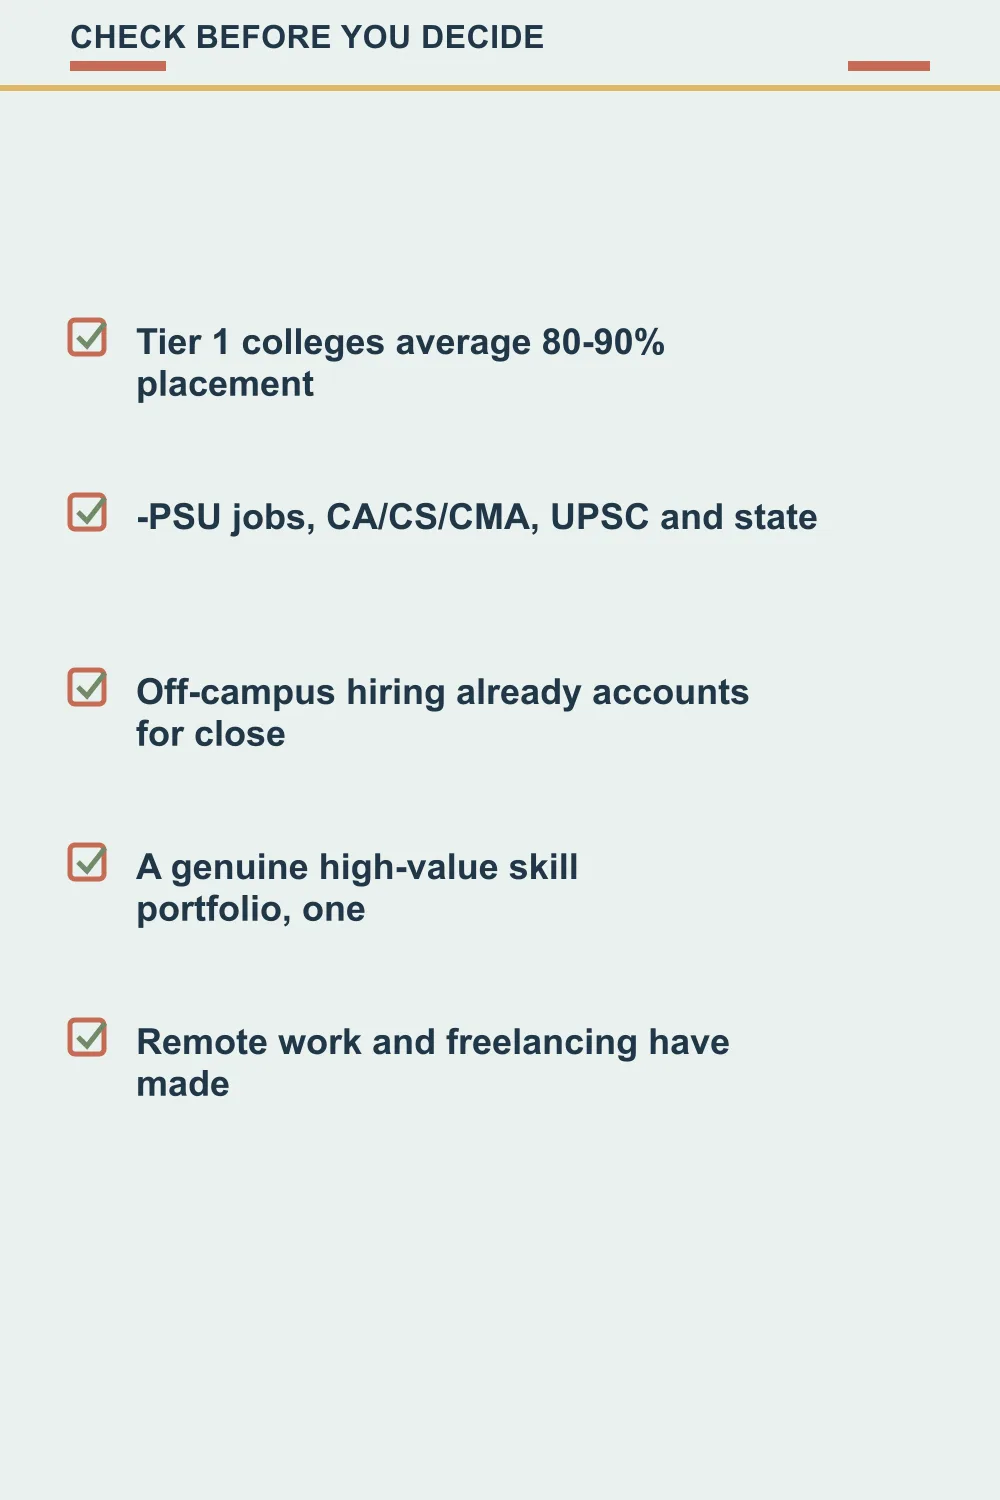 CHECK BEFORE YOU DECIDE
Tier 1 colleges average 80-90%
placement
-PSU jobs, CA/CS/CMA, UPSC and state
Off-campus hiring already accounts
for close
A genuine high-value skill
portfolio, one
Remote work and freelancing have
made